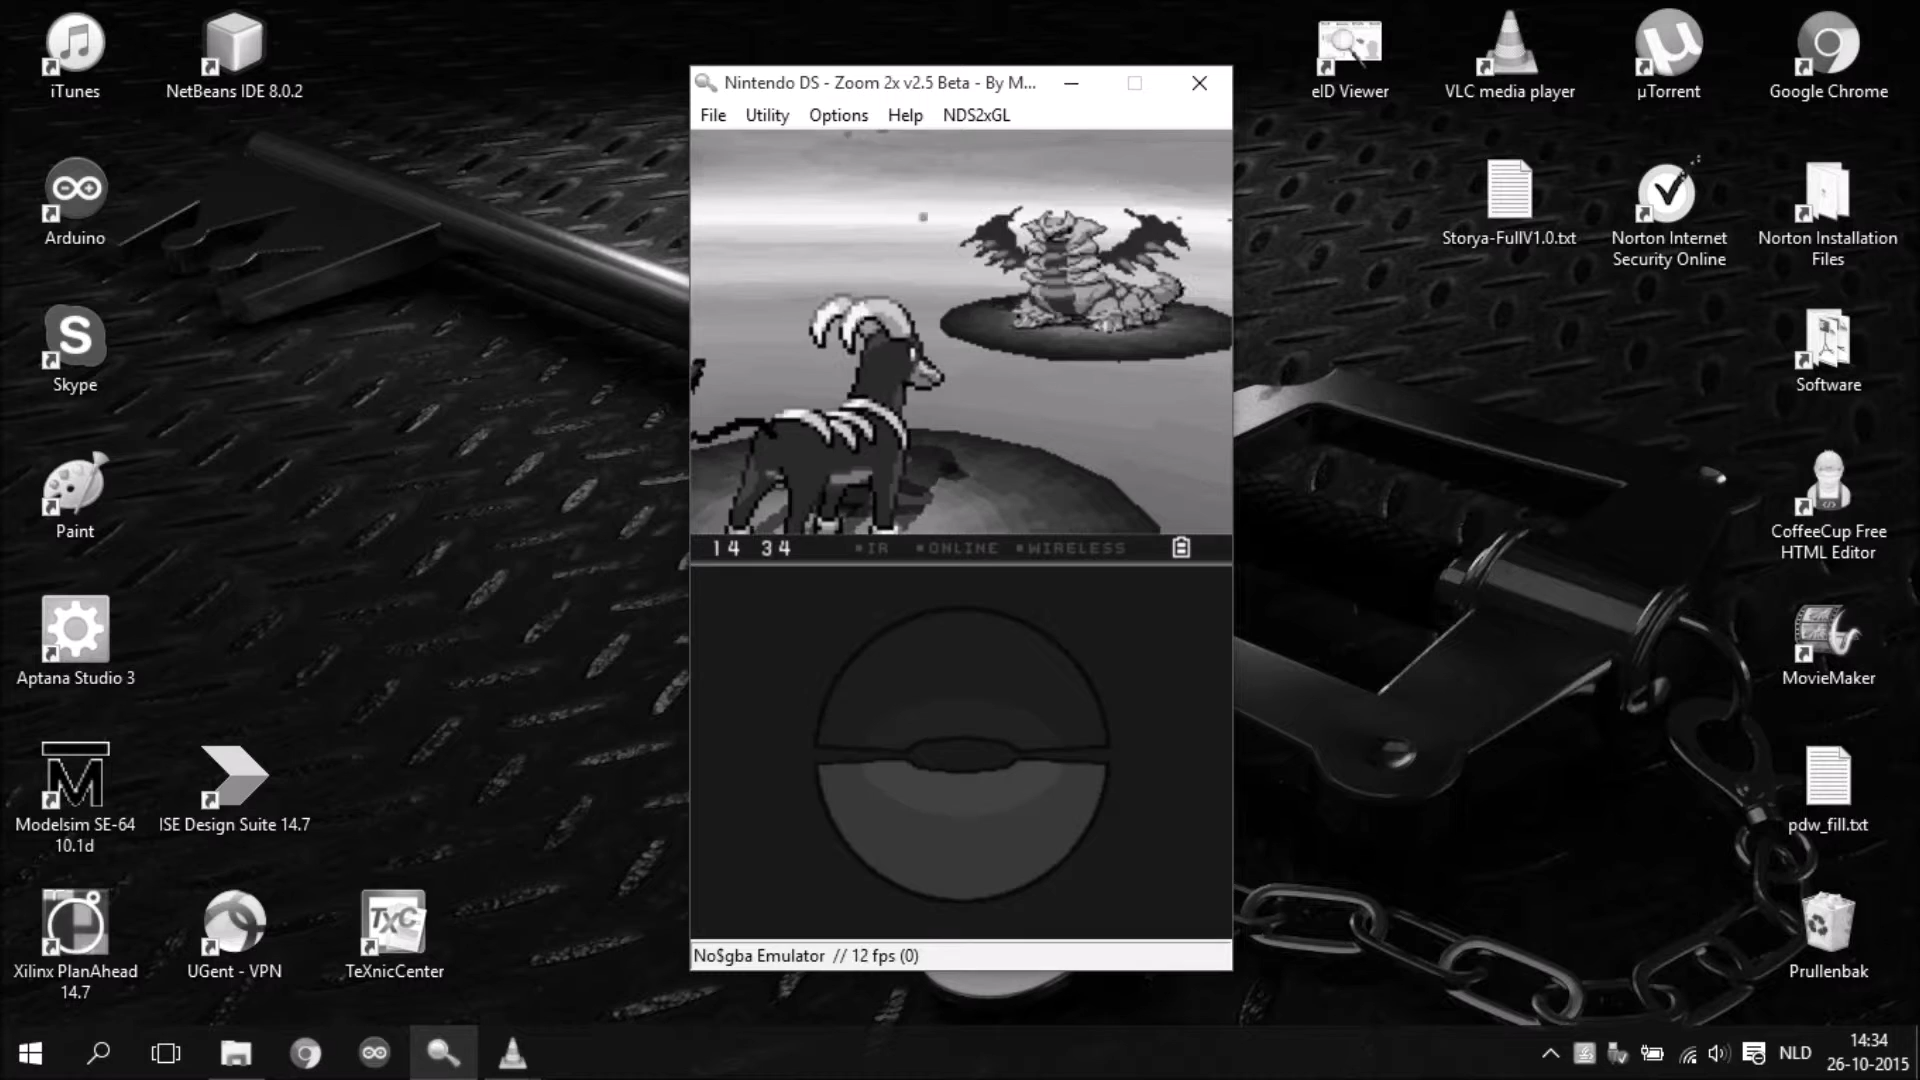 iTunes
NetBeans IDE 8.0.2
Arduino
Skype
Paint
Aptana Studio 3
Modelsim SE-64
10.1d
ISE Design Suite 14.7
Xilinx PlanAhead
14.7
UGent - VPN
TeXnicCenter
Nintendo DS - Zoom 2x v2.5 Beta - By M...
File Utility Options Help NDS2xGL
14 34 IR ONLINE WIRELESS
No$gba Emulator // 12 fps (0)
eID Viewer
VLC media player
µTorrent
Google Chrome
Storya-FullV1.0.txt
Norton Internet
Security Online
Norton Installation
Files
Software
CoffeeCup Free
HTML Editor
MovieMaker
pdw_fill.txt
Prullenbak
NLD
14:34
26-10-2015